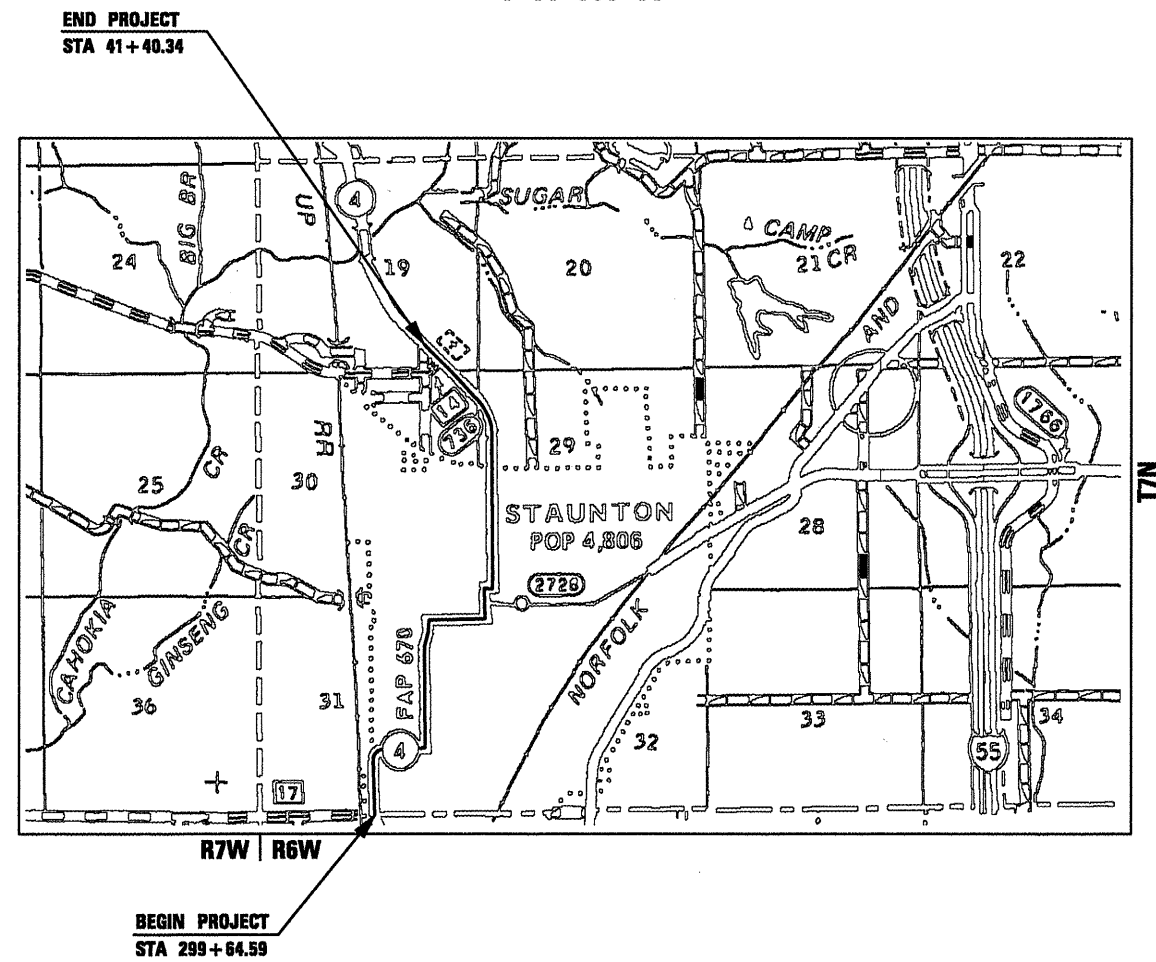 END PROJECT
STA 41+40.34
4
UP
BIG BR
SUGAR
CAMP
CR
24
19
20
21
22
AND
14
736
1766
RR
29
CR
25
30
STAUNTON
POP 4,806
28
T7N
CR
2728
CAHOKIA
GINSENG
FAP 670
NORFOLK
36
31
32
33
34
4
55
17
R7W R6W
BEGIN PROJECT
STA 299+64.59